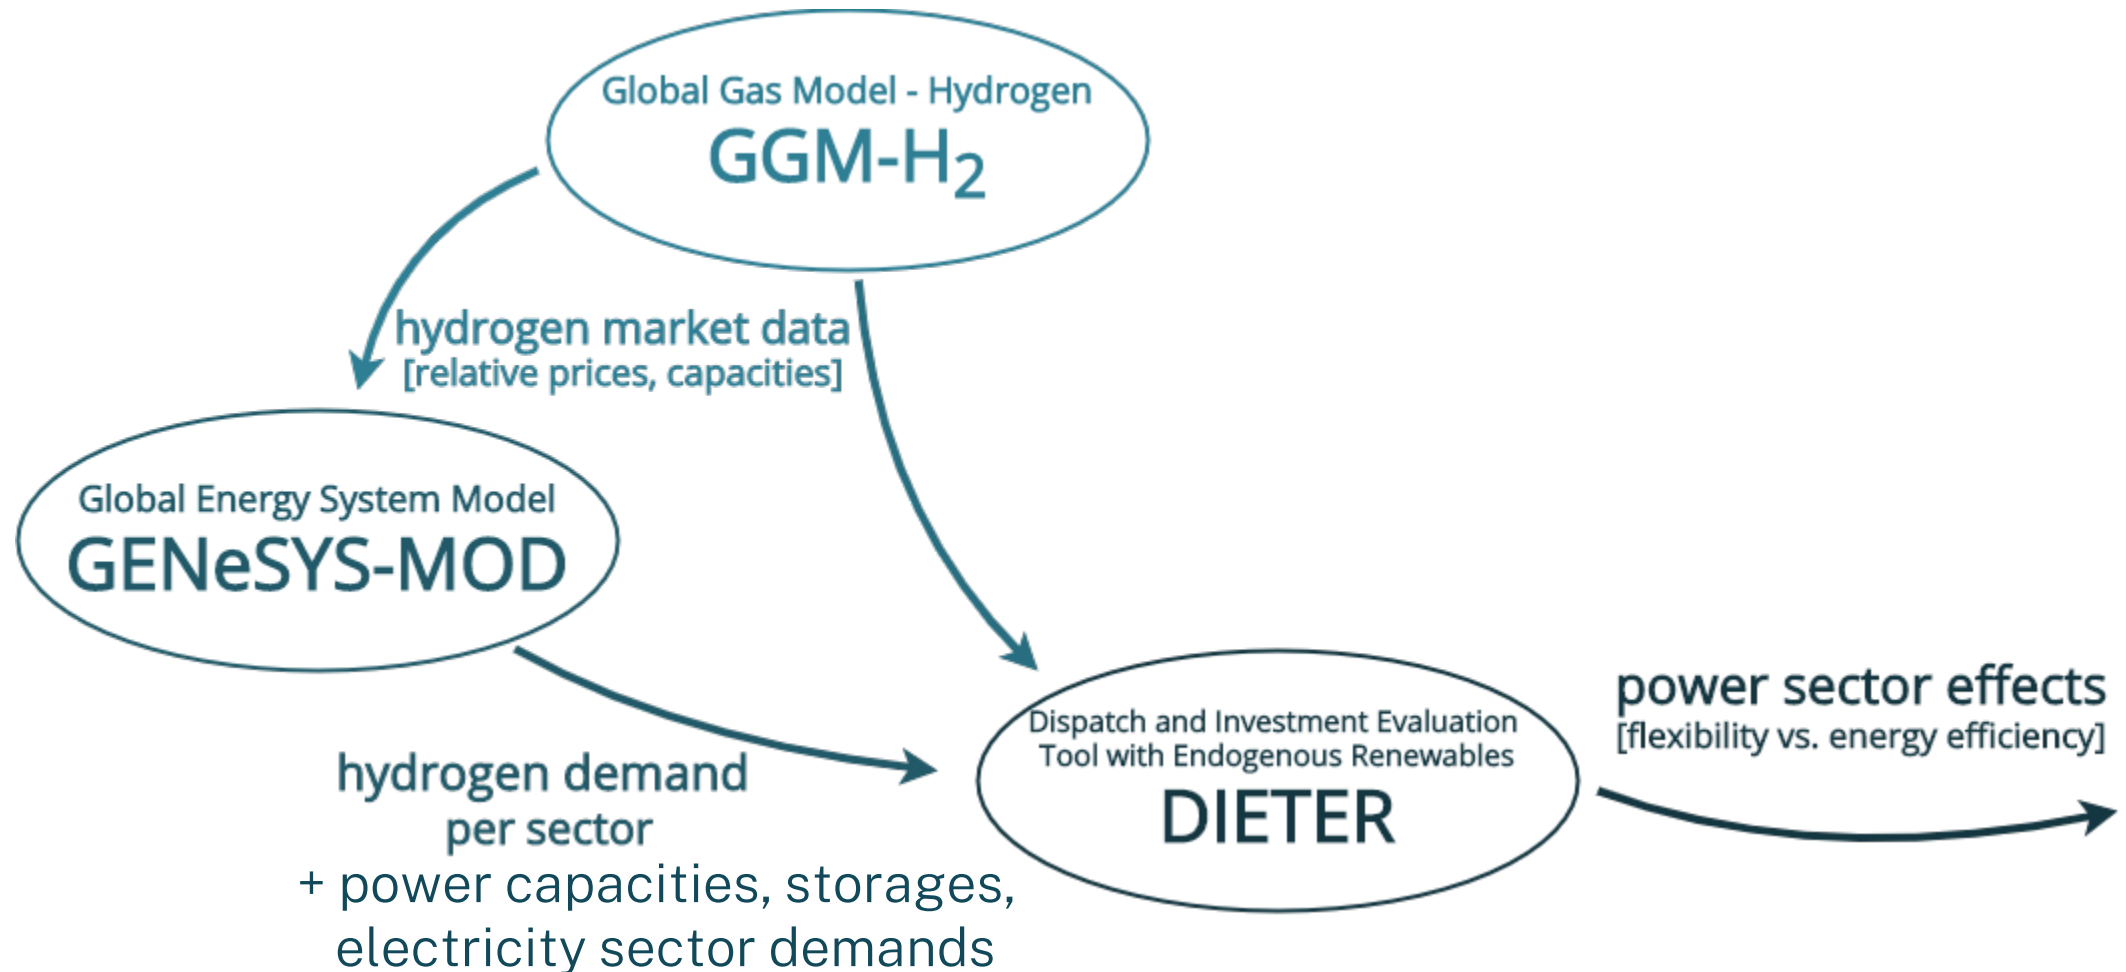 Global Gas Model - Hydrogen
GGM-H₂
hydrogen market data
[relative prices, capacities]
Global Energy System Model
GENeSYS-MOD
hydrogen demand
per sector
+ power capacities, storages,
electricity sector demands
Dispatch and Investment Evaluation
Tool with Endogenous Renewables
DIETER
power sector effects
[flexibility vs. energy efficiency]